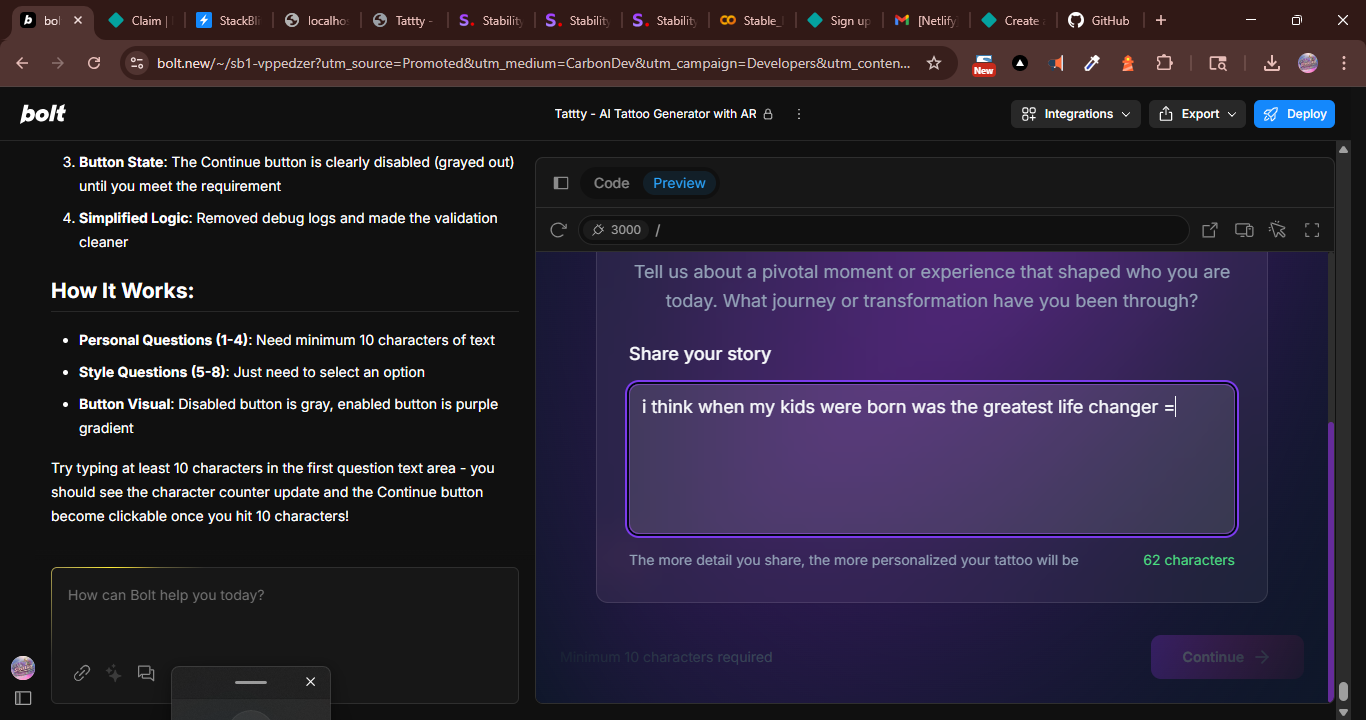 bol
Claim |
StackBli
localhos
Tattty -
Stability
Stability
Stability
Stable_
Sign up
[Netlify
Create a
GitHub
bolt.new/~/sb1-vppedzer?utm_source=Promoted&utm_medium=CarbonDev&utm_campaign=Developers&utm_conten...
New
bolt
Tattty - AI Tattoo Generator with AR
Integrations
Export
Deploy
3. Button State: The Continue button is clearly disabled (grayed out)
until you meet the requirement
4. Simplified Logic: Removed debug logs and made the validation
cleaner
How It Works:
• Personal Questions (1-4): Need minimum 10 characters of text
• Style Questions (5-8): Just need to select an option
• Button Visual: Disabled button is gray, enabled button is purple
gradient
Try typing at least 10 characters in the first question text area - you
should see the character counter update and the Continue button
become clickable once you hit 10 characters!
How can Bolt help you today?
Code
Preview
3000
/
Tell us about a pivotal moment or experience that shaped who you are
today. What journey or transformation have you been through?
Share your story
i think when my kids were born was the greatest life changer =
The more detail you share, the more personalized your tattoo will be
62 characters
Minimum 10 characters required
Continue